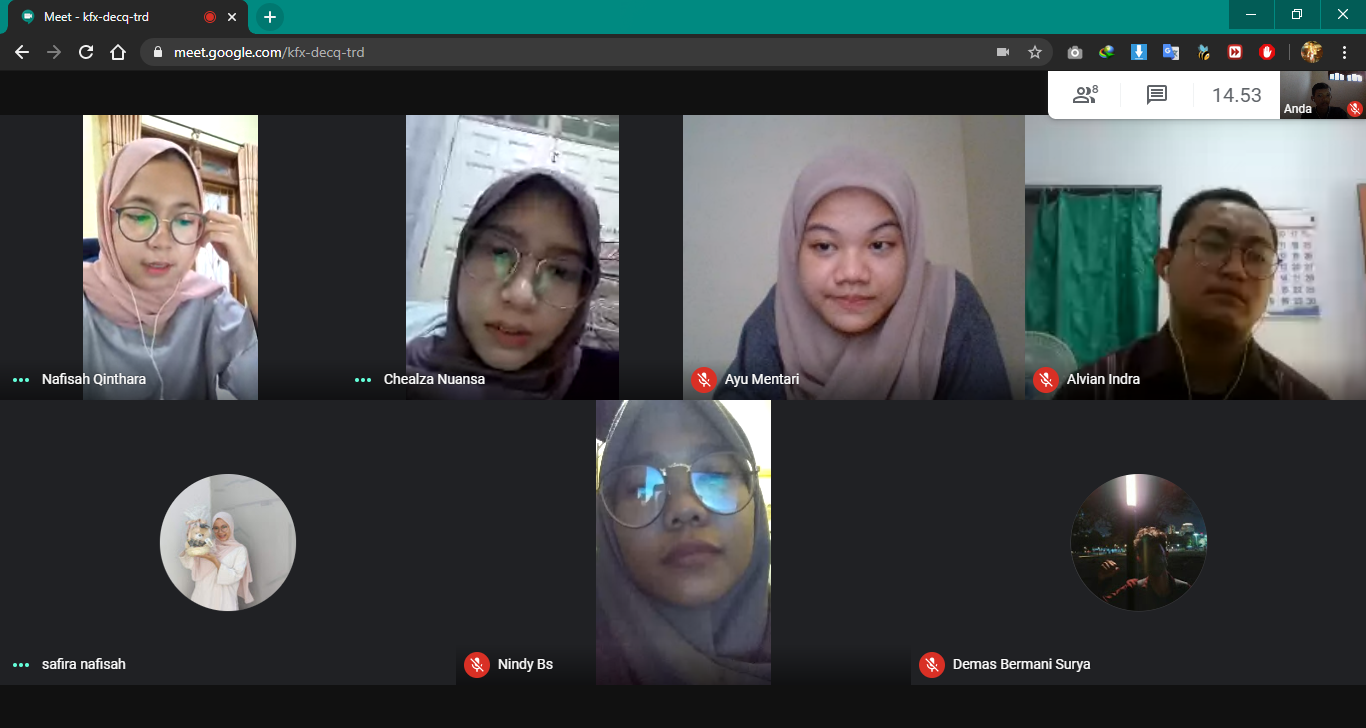 Meet - kfx-decq-trd
meet.google.com/kfx-decq-trd
8
14.53
Anda
Nafisah Qinthara
Chealza Nuansa
Ayu Mentari
Alvian Indra
safira nafisah
Nindy Bs
Demas Bermani Surya